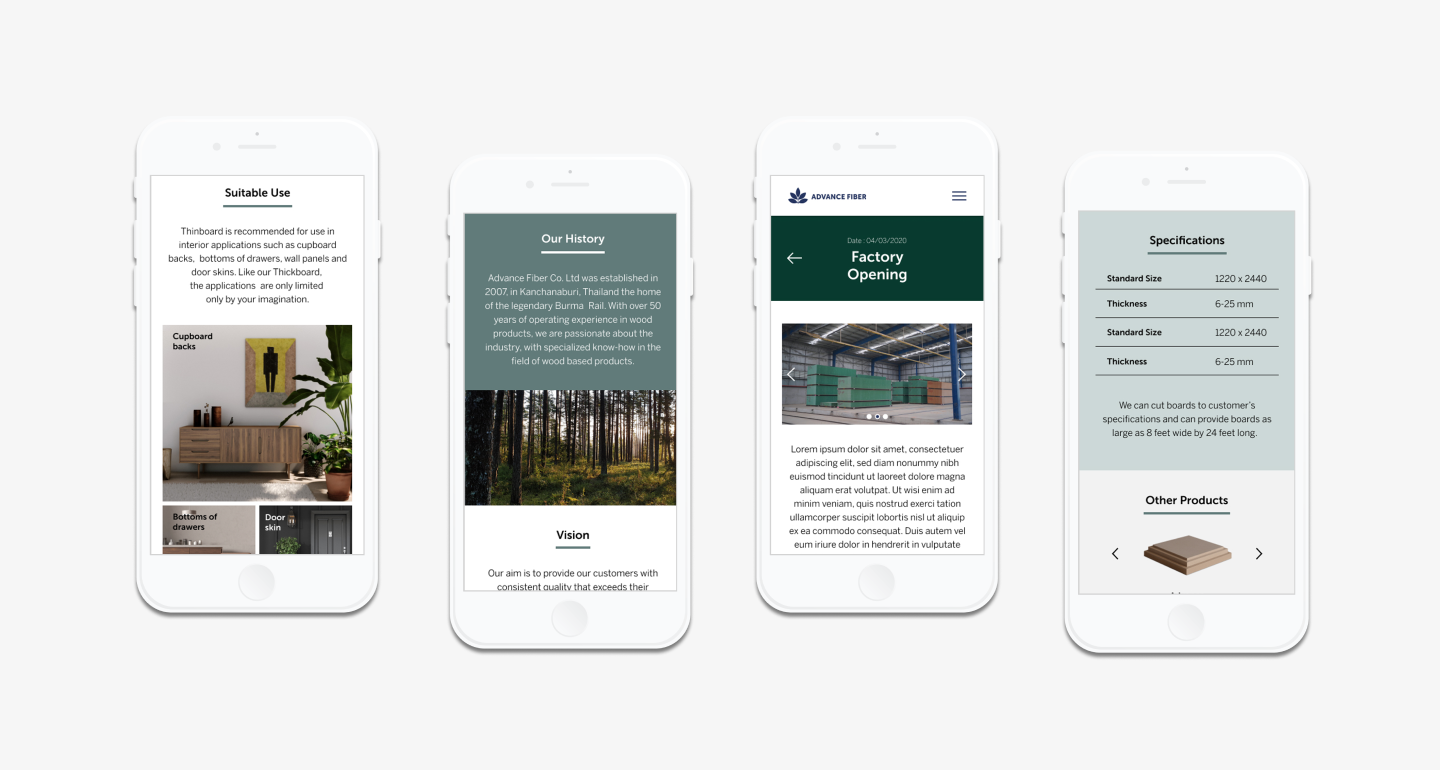 Suitable Use
Thinboard is recommended for use in
interior applications such as cupboard
backs,  bottoms of drawers, wall panels and
door skins. Like our Thickboard,
the applications  are only limited
only by your imagination.
Cupboard
backs
Bottoms of
drawers
Door
skin
Our History
Advance Fiber Co. Ltd was established in
2007, in Kanchanaburi, Thailand the home
of the legendary Burma  Rail. With over 50
years of operating experience in wood
products, we are passionate about the
industry, with specialized know-how in the
field of wood based products.
Vision
Our aim is to provide our customers with
consistent quality that exceeds their
ADVANCE FIBER
Date : 04/03/2020
Factory
Opening
Lorem ipsum dolor sit amet, consectetuer
adipiscing elit, sed diam nonummy nibh
euismod tincidunt ut laoreet dolore magna
aliquam erat volutpat. Ut wisi enim ad
minim veniam, quis nostrud exerci tation
ullamcorper suscipit lobortis nisl ut aliquip
ex ea commodo consequat. Duis autem vel
eum iriure dolor in hendrerit in vulputate
Specifications
Standard Size 1220 x 2440
Thickness 6-25 mm
Standard Size 1220 x 2440
Thickness 6-25 mm
We can cut boards to customer's
specifications and can provide boards as
large as 8 feet wide by 24 feet long.
Other Products